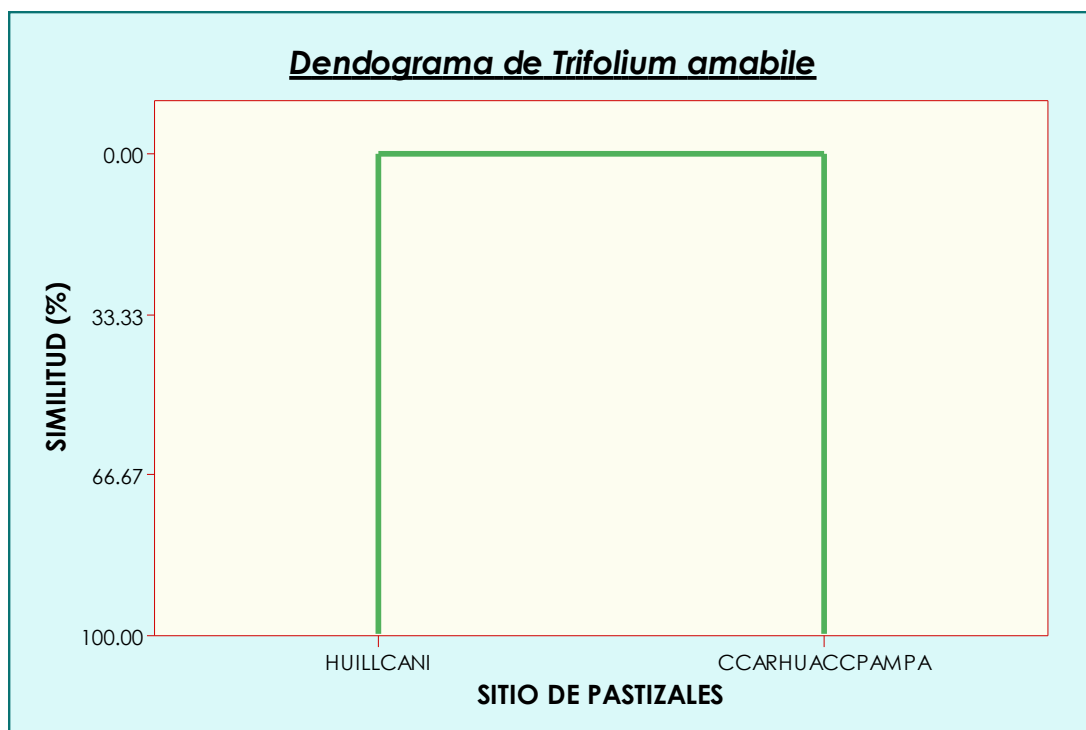 Dendograma de Trifolium amabile
SIMILITUD (%)
0.00
33.33
66.67
100.00
HUILLCANI
CCARHUACCPAMPA
SITIO DE PASTIZALES